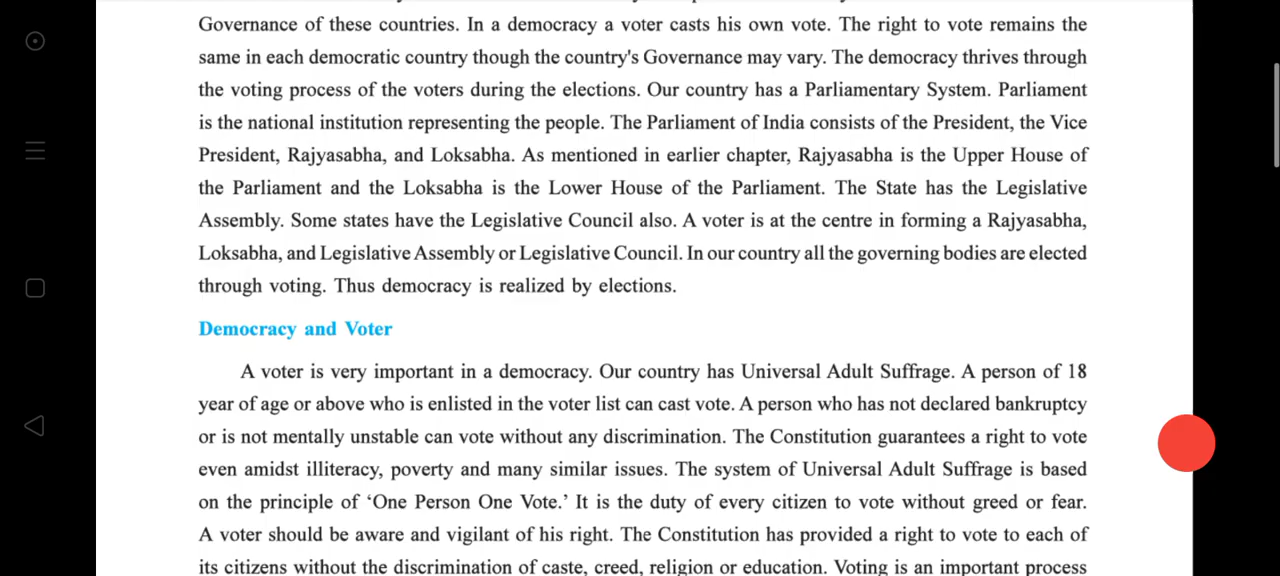 Governance of these countries. In a democracy a voter casts his own vote. The right to vote remains the
same in each democratic country though the country's Governance may vary. The democracy thrives through
the voting process of the voters during the elections. Our country has a Parliamentary System. Parliament
is the national institution representing the people. The Parliament of India consists of the President, the Vice
President, Rajyasabha, and Loksabha. As mentioned in earlier chapter, Rajyasabha is the Upper House of
the Parliament and the Loksabha is the Lower House of the Parliament. The State has the Legislative
Assembly. Some states have the Legislative Council also. A voter is at the centre in forming a Rajyasabha,
Loksabha, and Legislative Assembly or Legislative Council. In our country all the governing bodies are elected
through voting. Thus democracy is realized by elections.
Democracy and Voter
A voter is very important in a democracy. Our country has Universal Adult Suffrage. A person of 18
year of age or above who is enlisted in the voter list can cast vote. A person who has not declared bankruptcy
or is not mentally unstable can vote without any discrimination. The Constitution guarantees a right to vote
even amidst illiteracy, poverty and many similar issues. The system of Universal Adult Suffrage is based
on the principle of ‘One Person One Vote.’ It is the duty of every citizen to vote without greed or fear.
A voter should be aware and vigilant of his right. The Constitution has provided a right to vote to each of
its citizens without the discrimination of caste, creed, religion or education. Voting is an important process